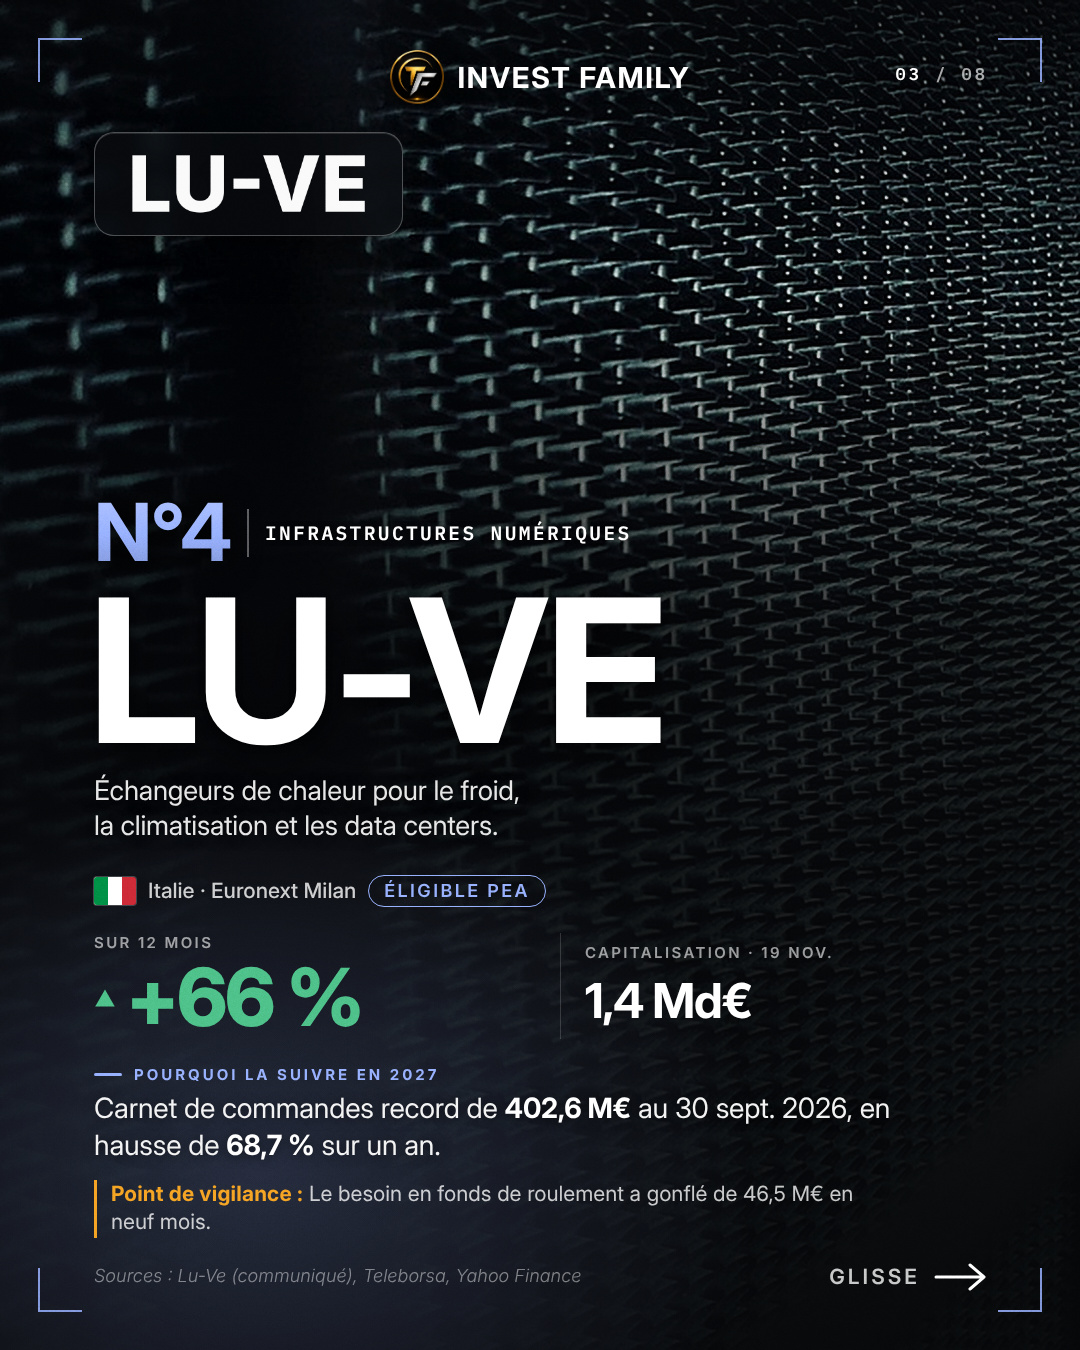 INVEST FAMILY
03 / 08
LU-VE
N°4
INFRASTRUCTURES NUMÉRIQUES
LU-VE
Échangeurs de chaleur pour le froid,
la climatisation et les data centers.
Italie · Euronext Milan
ÉLIGIBLE PEA
SUR 12 MOIS
▲ +66 %
CAPITALISATION · 19 NOV.
1,4 Md€
POURQUOI LA SUIVRE EN 2027
Carnet de commandes record de 402,6 M€ au 30 sept. 2026, en
hausse de 68,7 % sur un an.
Point de vigilance : Le besoin en fonds de roulement a gonflé de 46,5 M€ en
neuf mois.
Sources : Lu-Ve (communiqué), Teleborsa, Yahoo Finance
GLISSE